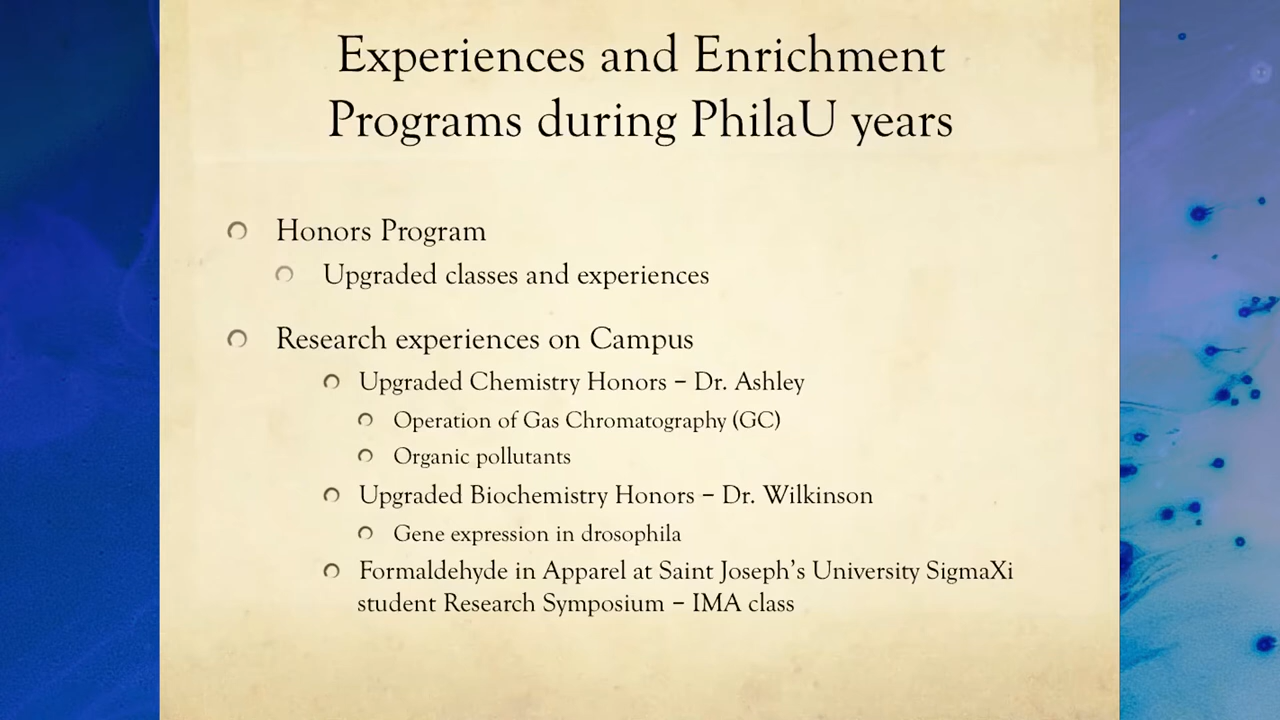 Experiences and Enrichment
Programs during PhilaU years
Honors Program
Upgraded classes and experiences
Research experiences on Campus
Upgraded Chemistry Honors – Dr. Ashley
Operation of Gas Chromatography (GC)
Organic pollutants
Upgraded Biochemistry Honors – Dr. Wilkinson
Gene expression in drosophila
Formaldehyde in Apparel at Saint Joseph's University SigmaXi
student Research Symposium – IMA class